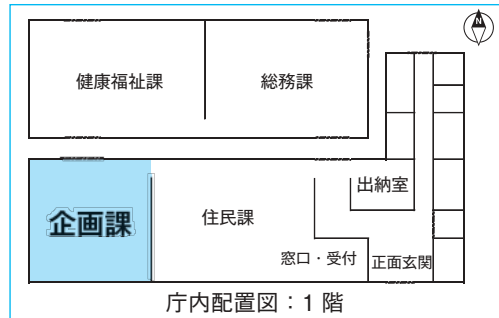 N
健康福祉課
総務課
出納室
企画課
住民課
窓口・受付
正面玄関
庁内配置図：1 階